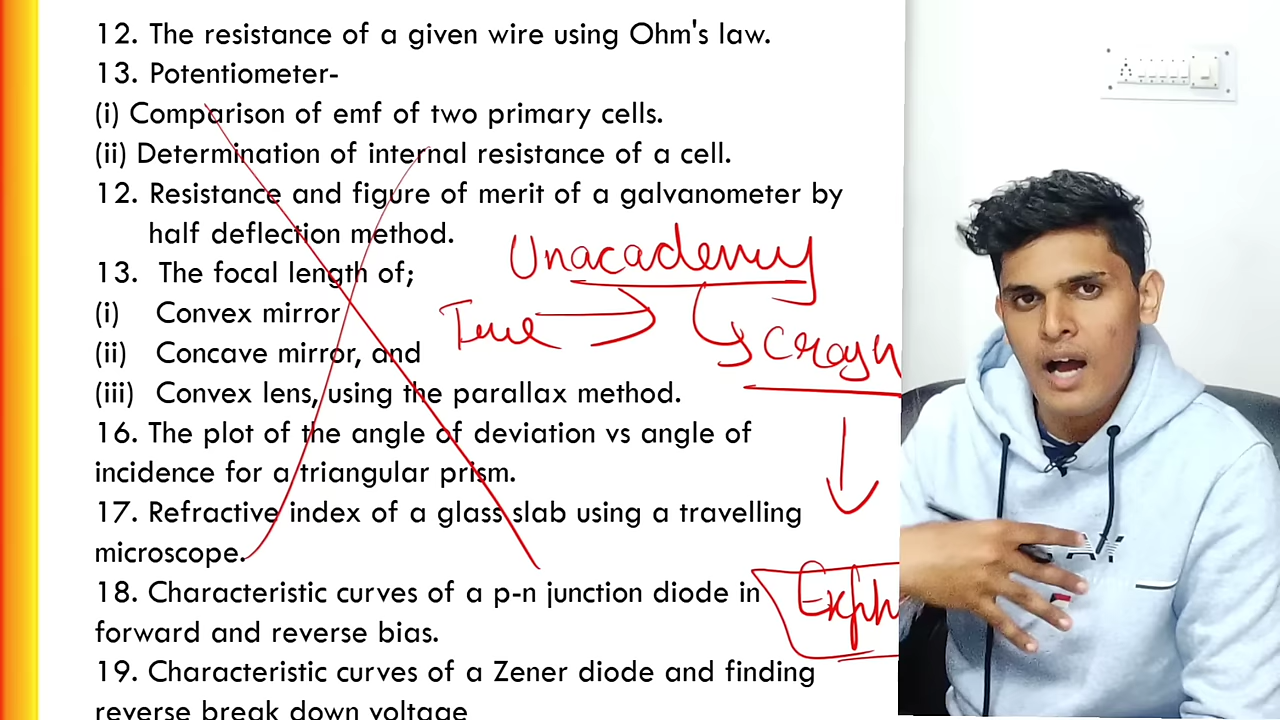 12. The resistance of a given wire using Ohm's law.
13. Potentiometer-
(i) Comparison of emf of two primary cells.
(ii) Determination of internal resistance of a cell.
12. Resistance and figure of merit of a galvanometer by
half deflection method.
13. The focal length of;
(i) Convex mirror
(ii) Concave mirror, and
(iii) Convex lens, using the parallax method.
16. The plot of the angle of deviation vs angle of
incidence for a triangular prism.
17. Refractive index of a glass slab using a travelling
microscope.
18. Characteristic curves of a p-n junction diode in
forward and reverse bias.
19. Characteristic curves of a Zener diode and finding
reverse break down voltage
Unacademy
Crash